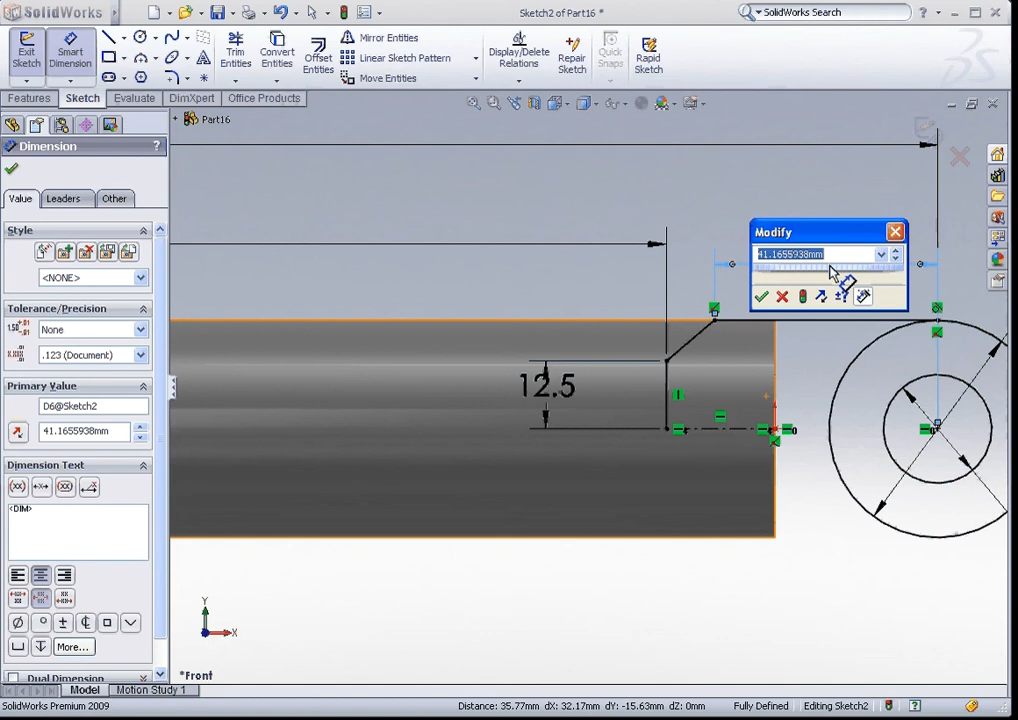 SolidWorks
Sketch2 of Part16 *
SolidWorks Search
Exit Sketch
Smart Dimension
Trim Entities
Convert Entities
Offset Entities
Mirror Entities
Linear Sketch Pattern
Move Entities
Display/Delete Relations
Repair Sketch
Quick Snaps
Rapid Sketch
Features
Sketch
Evaluate
DimXpert
Office Products
Part16
Dimension
?
Value
Leaders
Other
Style
<NONE>
Tolerance/Precision
None
.123 (Document)
Primary Value
D6@Sketch2
41.1655938mm
Dimension Text
<DIM>
More...
Dual Dimension
Modify
41.1655938mm
12.5
Y
X
*Front
Model
Motion Study 1
SolidWorks Premium 2009
Distance: 35.77mm dX: 32.17mm dY: -15.63mm dZ: 0mm
Fully Defined
Editing Sketch2